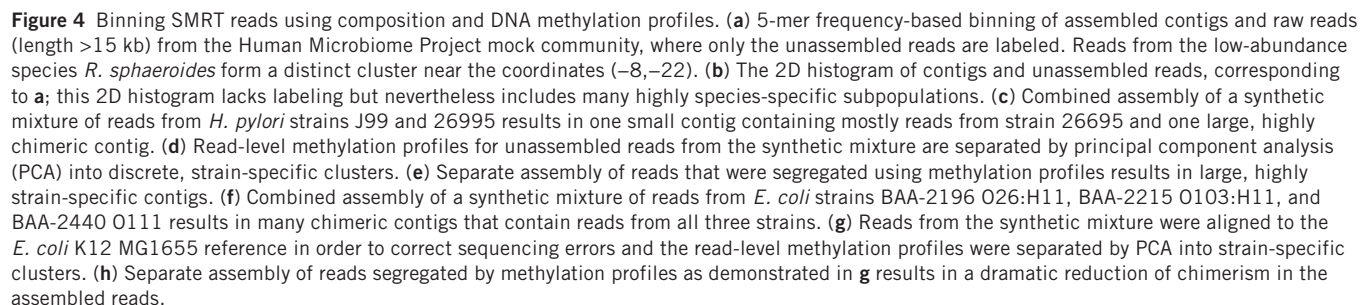 Figure 4 Binning SMRT reads using composition and DNA methylation profiles. (a) 5-mer frequency-based binning of assembled contigs and raw reads
(length >15 kb) from the Human Microbiome Project mock community, where only the unassembled reads are labeled. Reads from the low-abundance
species R. sphaeroides form a distinct cluster near the coordinates (–8,–22). (b) The 2D histogram of contigs and unassembled reads, corresponding
to a; this 2D histogram lacks labeling but nevertheless includes many highly species-specific subpopulations. (c) Combined assembly of a synthetic
mixture of reads from H. pylori strains J99 and 26995 results in one small contig containing mostly reads from strain 26695 and one large, highly
chimeric contig. (d) Read-level methylation profiles for unassembled reads from the synthetic mixture are separated by principal component analysis
(PCA) into discrete, strain-specific clusters. (e) Separate assembly of reads that were segregated using methylation profiles results in large, highly
strain-specific contigs. (f) Combined assembly of a synthetic mixture of reads from E. coli strains BAA-2196 O26:H11, BAA-2215 O103:H11, and
BAA-2440 O111 results in many chimeric contigs that contain reads from all three strains. (g) Reads from the synthetic mixture were aligned to the
E. coli K12 MG1655 reference in order to correct sequencing errors and the read-level methylation profiles were separated by PCA into strain-specific
clusters. (h) Separate assembly of reads segregated by methylation profiles as demonstrated in g results in a dramatic reduction of chimerism in the
assembled reads.